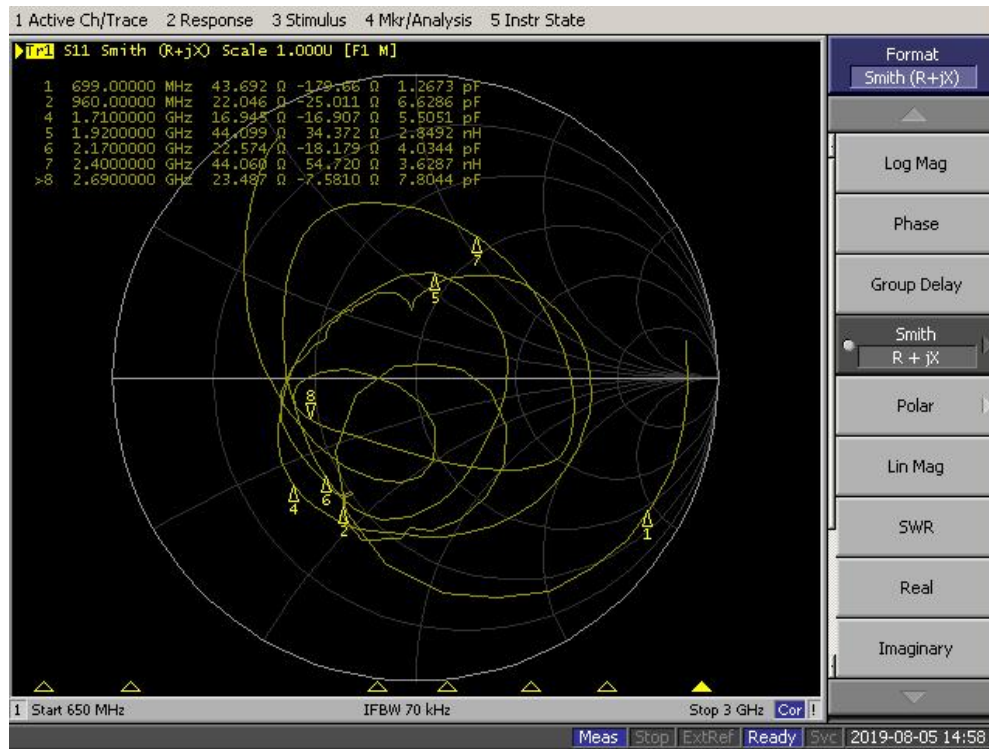 1 Active Ch/Trace 2 Response 3 Stimulus 4 Mkr/Analysis 5 Instr State
Tr1 S11 Smith (R+jX) Scale 1.000U [F1 M]
1 699.00000 MHz 43.692 Ω -179.66 Ω 1.2673 pF
2 960.00000 MHz 22.046 Ω -25.011 Ω 6.6286 pF
4 1.7100000 GHz 16.945 Ω -16.907 Ω 5.5051 pF
5 1.9200000 GHz 44.099 Ω 34.372 Ω 2.8492 nH
6 2.1700000 GHz 22.574 Ω -18.179 Ω 4.0344 pF
7 2.4000000 GHz 44.060 Ω 54.720 Ω 3.6287 nH
>8 2.6900000 GHz 23.487 Ω -7.5810 Ω 7.8044 pF
7
5
8
6
4
2
1
Format
Smith (R+jX)
Log Mag
Phase
Group Delay
Smith
R + jX
Polar
Lin Mag
SWR
Real
Imaginary
1 Start 650 MHz IFBW 70 kHz Stop 3 GHz Cor !
Meas Stop ExtRef Ready Svc 2019-08-05 14:58